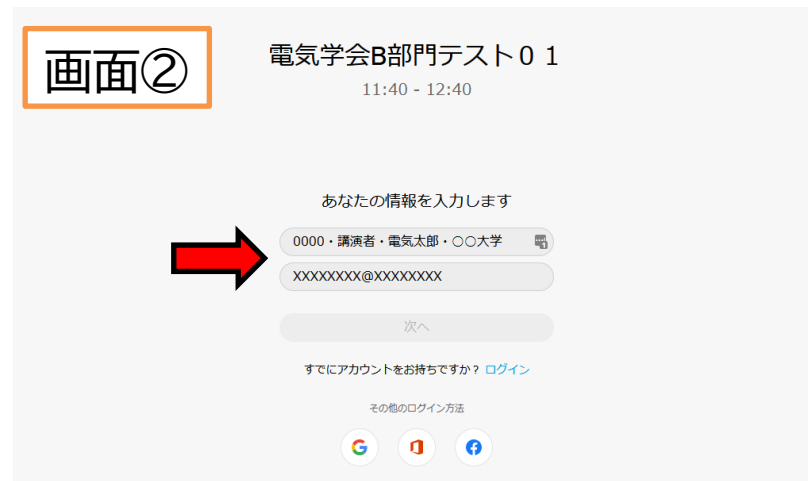 画面②
電気学会B部門テスト０１
11:40 - 12:40
あなたの情報を入力します
0000・講演者・電気太郎・○○大学
XXXXXXXX@XXXXXXXX
次へ
すでにアカウントをお持ちですか？ ログイン
その他のログイン方法